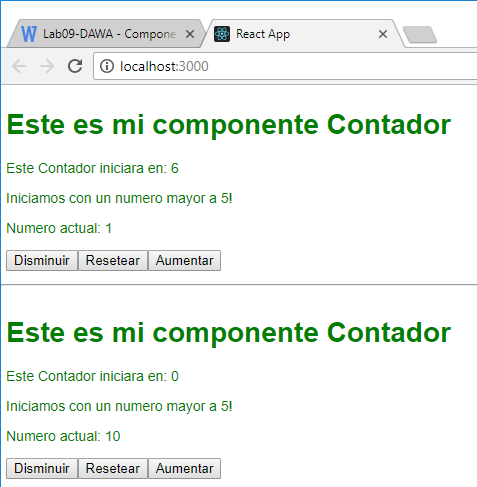 Lab09-DAWA - Compone
React App
localhost:3000
Este es mi componente Contador
Este Contador iniciara en: 6
Iniciamos con un numero mayor a 5!
Numero actual: 1
Disminuir Resetear Aumentar
Este es mi componente Contador
Este Contador iniciara en: 0
Iniciamos con un numero mayor a 5!
Numero actual: 10
Disminuir Resetear Aumentar